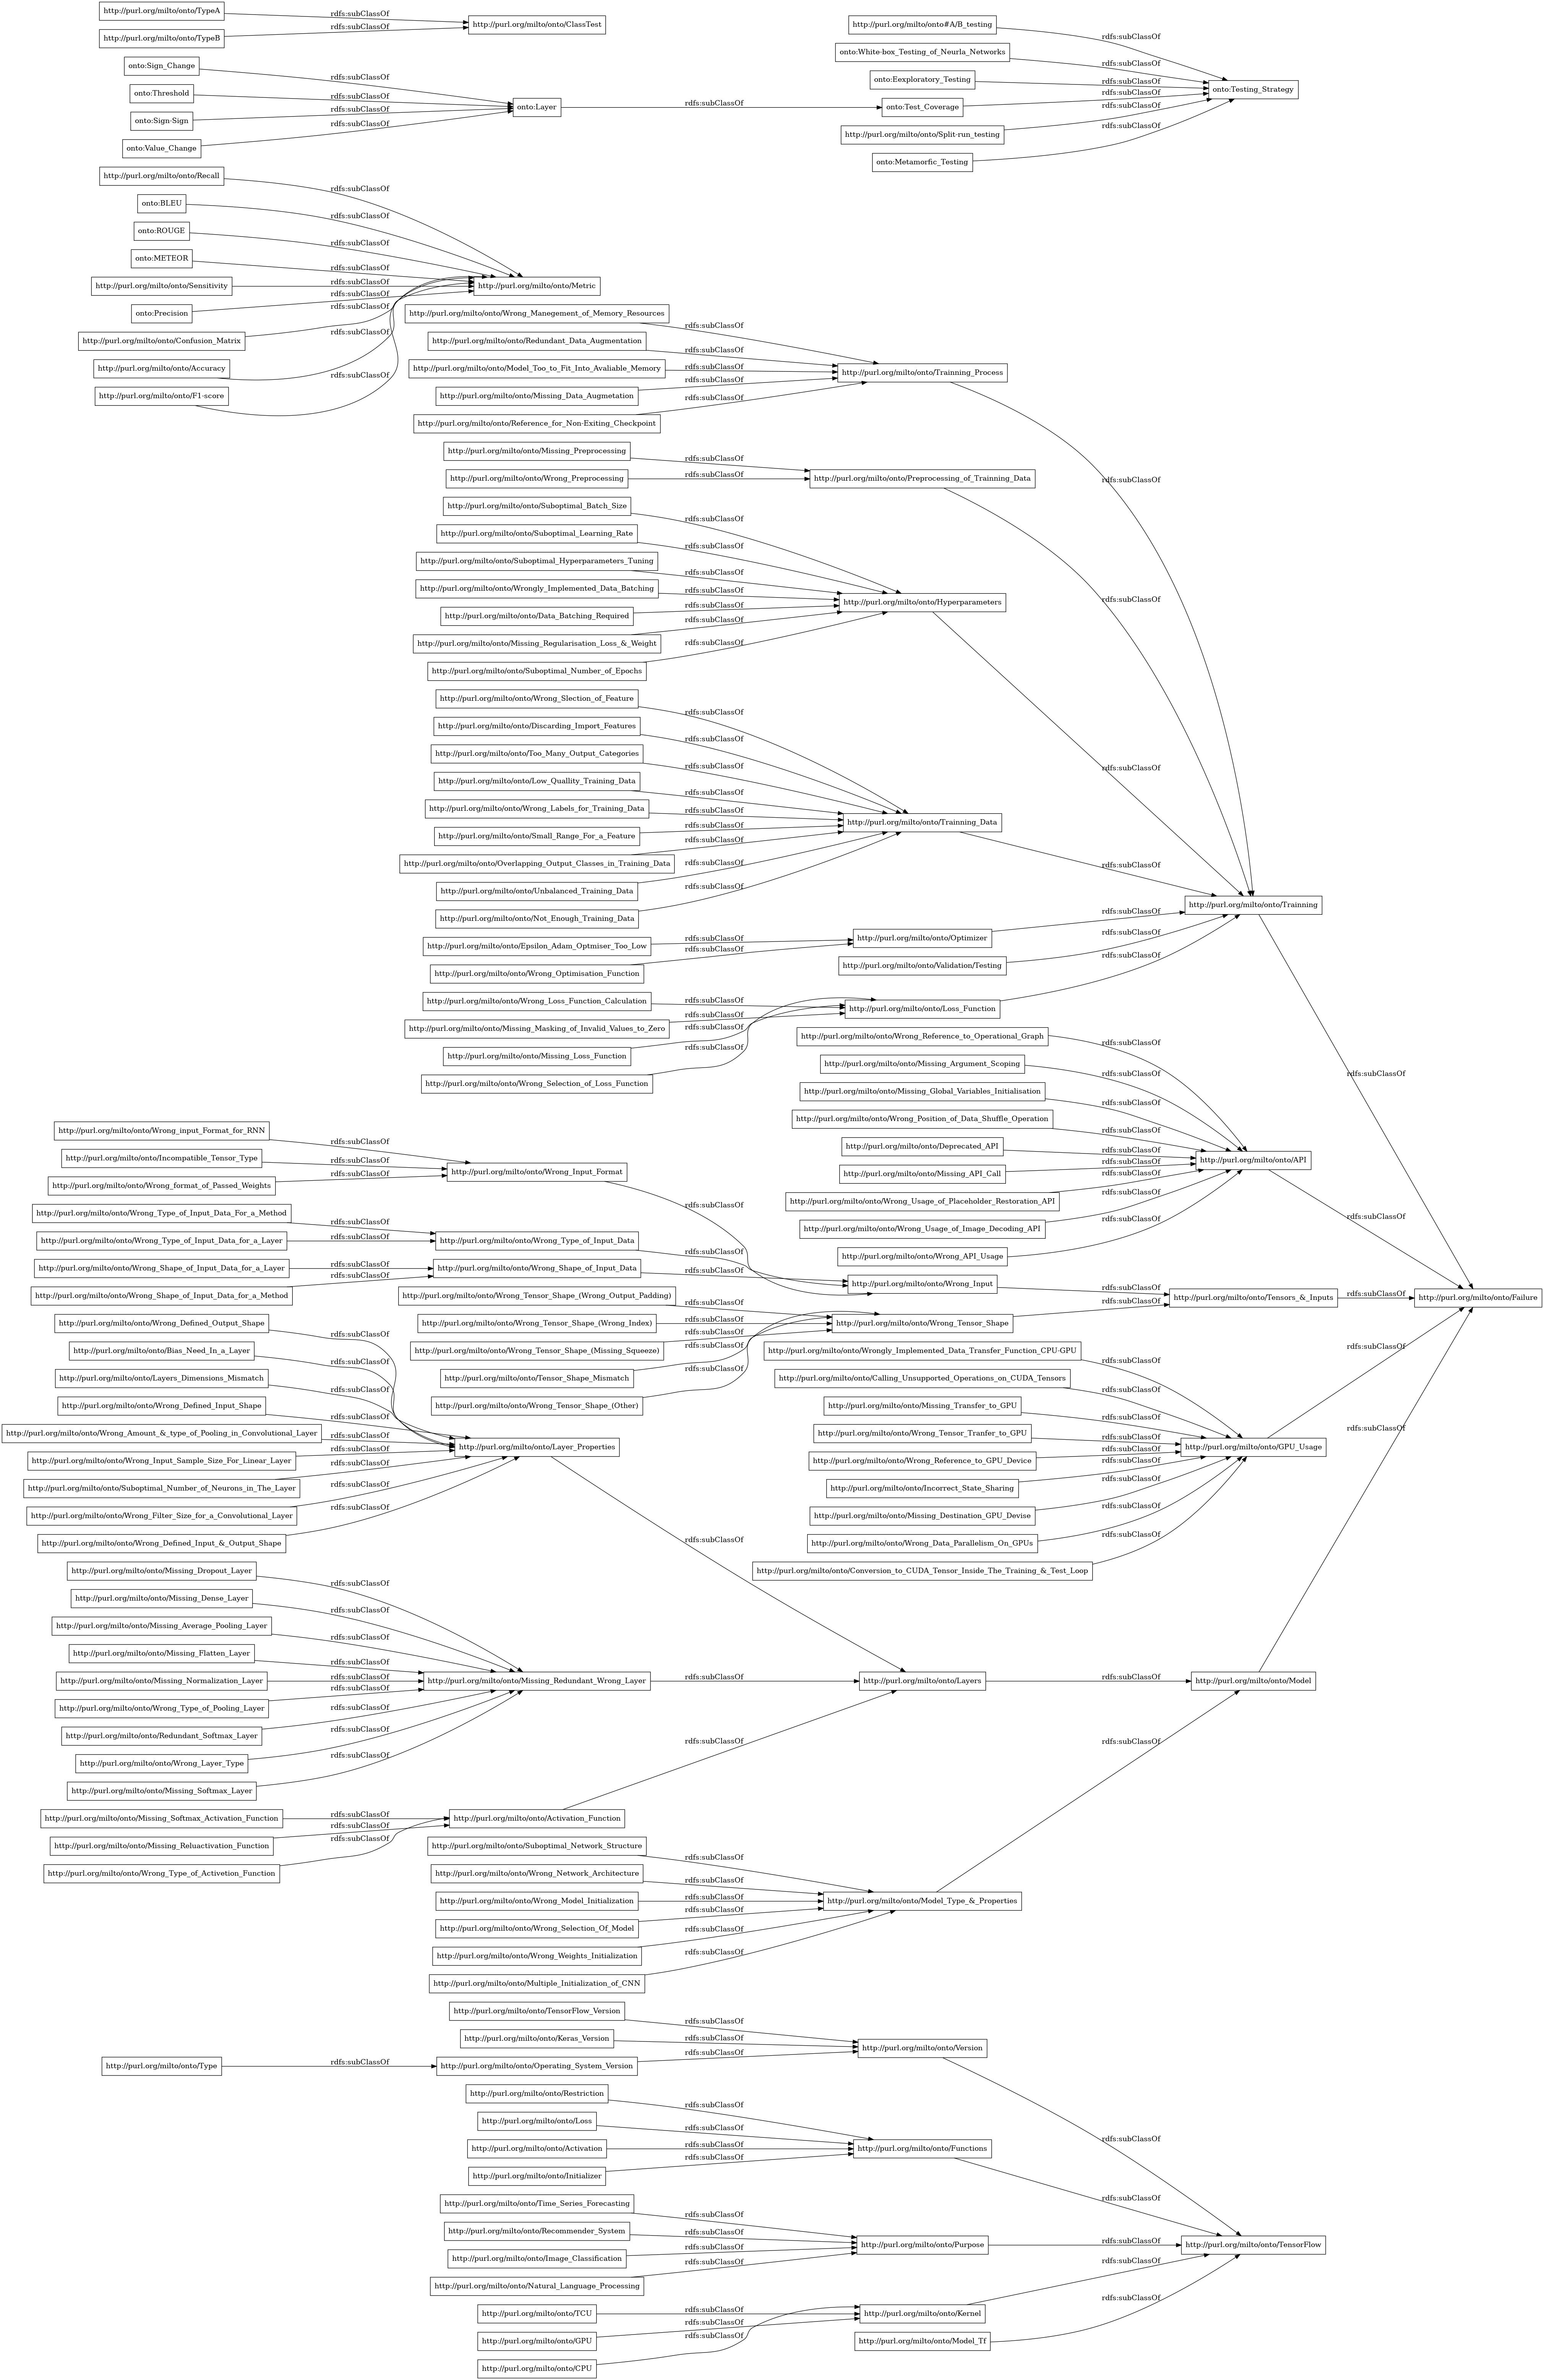 http://purl.org/milto/onto/TypeA
rdfs:subClassOf
http://purl.org/milto/onto/TypeB
rdfs:subClassOf
http://purl.org/milto/onto/ClassTest
onto:Sign_Change
rdfs:subClassOf
onto:Threshold
rdfs:subClassOf
onto:Sign-Sign
rdfs:subClassOf
onto:Value_Change
rdfs:subClassOf
onto:Layer
rdfs:subClassOf
http://purl.org/milto/onto#A/B_testing
rdfs:subClassOf
onto:White-box_Testing_of_Neurla_Networks
rdfs:subClassOf
onto:Eexploratory_Testing
rdfs:subClassOf
onto:Test_Coverage
rdfs:subClassOf
http://purl.org/milto/onto/Split-run_testing
rdfs:subClassOf
onto:Metamorfic_Testing
rdfs:subClassOf
onto:Testing_Strategy
http://purl.org/milto/onto/Recall
rdfs:subClassOf
onto:BLEU
rdfs:subClassOf
onto:ROUGE
rdfs:subClassOf
onto:METEOR
rdfs:subClassOf
http://purl.org/milto/onto/Sensitivity
rdfs:subClassOf
onto:Precision
rdfs:subClassOf
http://purl.org/milto/onto/Confusion_Matrix
rdfs:subClassOf
http://purl.org/milto/onto/Accuracy
rdfs:subClassOf
http://purl.org/milto/onto/F1-score
rdfs:subClassOf
http://purl.org/milto/onto/Metric
http://purl.org/milto/onto/Wrong_Manegement_of_Memory_Resources
rdfs:subClassOf
http://purl.org/milto/onto/Redundant_Data_Augmentation
rdfs:subClassOf
http://purl.org/milto/onto/Model_Too_to_Fit_Into_Avaliable_Memory
rdfs:subClassOf
http://purl.org/milto/onto/Missing_Data_Augmetation
rdfs:subClassOf
http://purl.org/milto/onto/Reference_for_Non-Exiting_Checkpoint
rdfs:subClassOf
http://purl.org/milto/onto/Trainning_Process
rdfs:subClassOf
http://purl.org/milto/onto/Missing_Preprocessing
rdfs:subClassOf
http://purl.org/milto/onto/Wrong_Preprocessing
rdfs:subClassOf
http://purl.org/milto/onto/Preprocessing_of_Trainning_Data
rdfs:subClassOf
http://purl.org/milto/onto/Suboptimal_Batch_Size
rdfs:subClassOf
http://purl.org/milto/onto/Suboptimal_Learning_Rate
rdfs:subClassOf
http://purl.org/milto/onto/Suboptimal_Hyperparameters_Tuning
rdfs:subClassOf
http://purl.org/milto/onto/Wrongly_Implemented_Data_Batching
rdfs:subClassOf
http://purl.org/milto/onto/Data_Batching_Required
rdfs:subClassOf
http://purl.org/milto/onto/Missing_Regularisation_Loss_&_Weight
rdfs:subClassOf
http://purl.org/milto/onto/Suboptimal_Number_of_Epochs
rdfs:subClassOf
http://purl.org/milto/onto/Hyperparameters
rdfs:subClassOf
http://purl.org/milto/onto/Wrong_Slection_of_Feature
rdfs:subClassOf
http://purl.org/milto/onto/Discarding_Import_Features
rdfs:subClassOf
http://purl.org/milto/onto/Too_Many_Output_Categories
rdfs:subClassOf
http://purl.org/milto/onto/Low_Quallity_Training_Data
rdfs:subClassOf
http://purl.org/milto/onto/Wrong_Labels_for_Training_Data
rdfs:subClassOf
http://purl.org/milto/onto/Small_Range_For_a_Feature
rdfs:subClassOf
http://purl.org/milto/onto/Overlapping_Output_Classes_in_Training_Data
rdfs:subClassOf
http://purl.org/milto/onto/Unbalanced_Training_Data
rdfs:subClassOf
http://purl.org/milto/onto/Not_Enough_Training_Data
rdfs:subClassOf
http://purl.org/milto/onto/Trainning_Data
rdfs:subClassOf
http://purl.org/milto/onto/Epsilon_Adam_Optmiser_Too_Low
rdfs:subClassOf
http://purl.org/milto/onto/Wrong_Optimisation_Function
rdfs:subClassOf
http://purl.org/milto/onto/Optimizer
rdfs:subClassOf
http://purl.org/milto/onto/Validation/Testing
rdfs:subClassOf
http://purl.org/milto/onto/Wrong_Loss_Function_Calculation
rdfs:subClassOf
http://purl.org/milto/onto/Missing_Masking_of_Invalid_Values_to_Zero
rdfs:subClassOf
http://purl.org/milto/onto/Missing_Loss_Function
rdfs:subClassOf
http://purl.org/milto/onto/Wrong_Selection_of_Loss_Function
rdfs:subClassOf
http://purl.org/milto/onto/Loss_Function
rdfs:subClassOf
http://purl.org/milto/onto/Trainning
rdfs:subClassOf
http://purl.org/milto/onto/Wrong_Reference_to_Operational_Graph
rdfs:subClassOf
http://purl.org/milto/onto/Missing_Argument_Scoping
rdfs:subClassOf
http://purl.org/milto/onto/Missing_Global_Variables_Initialisation
rdfs:subClassOf
http://purl.org/milto/onto/Wrong_Position_of_Data_Shuffle_Operation
rdfs:subClassOf
http://purl.org/milto/onto/Deprecated_API
rdfs:subClassOf
http://purl.org/milto/onto/Missing_API_Call
rdfs:subClassOf
http://purl.org/milto/onto/Wrong_Usage_of_Placeholder_Restoration_API
rdfs:subClassOf
http://purl.org/milto/onto/Wrong_Usage_of_Image_Decoding_API
rdfs:subClassOf
http://purl.org/milto/onto/Wrong_API_Usage
rdfs:subClassOf
http://purl.org/milto/onto/API
rdfs:subClassOf
http://purl.org/milto/onto/Wrong_input_Format_for_RNN
rdfs:subClassOf
http://purl.org/milto/onto/Incompatible_Tensor_Type
rdfs:subClassOf
http://purl.org/milto/onto/Wrong_format_of_Passed_Weights
rdfs:subClassOf
http://purl.org/milto/onto/Wrong_Input_Format
rdfs:subClassOf
http://purl.org/milto/onto/Wrong_Type_of_Input_Data_For_a_Method
rdfs:subClassOf
http://purl.org/milto/onto/Wrong_Type_of_Input_Data_for_a_Layer
rdfs:subClassOf
http://purl.org/milto/onto/Wrong_Type_of_Input_Data
rdfs:subClassOf
http://purl.org/milto/onto/Wrong_Shape_of_Input_Data_for_a_Layer
rdfs:subClassOf
http://purl.org/milto/onto/Wrong_Shape_of_Input_Data_for_a_Method
rdfs:subClassOf
http://purl.org/milto/onto/Wrong_Shape_of_Input_Data
rdfs:subClassOf
http://purl.org/milto/onto/Wrong_Input
rdfs:subClassOf
http://purl.org/milto/onto/Wrong_Tensor_Shape_(Wrong_Output_Padding)
rdfs:subClassOf
http://purl.org/milto/onto/Wrong_Tensor_Shape_(Wrong_Index)
rdfs:subClassOf
http://purl.org/milto/onto/Wrong_Tensor_Shape_(Missing_Squeeze)
rdfs:subClassOf
http://purl.org/milto/onto/Tensor_Shape_Mismatch
rdfs:subClassOf
http://purl.org/milto/onto/Wrong_Tensor_Shape_(Other)
rdfs:subClassOf
http://purl.org/milto/onto/Wrong_Tensor_Shape
rdfs:subClassOf
http://purl.org/milto/onto/Tensors_&_Inputs
rdfs:subClassOf
http://purl.org/milto/onto/Failure
http://purl.org/milto/onto/Wrongly_Implemented_Data_Transfer_Function_CPU-GPU
rdfs:subClassOf
http://purl.org/milto/onto/Calling_Unsupported_Operations_on_CUDA_Tensors
rdfs:subClassOf
http://purl.org/milto/onto/Missing_Transfer_to_GPU
rdfs:subClassOf
http://purl.org/milto/onto/Wrong_Tensor_Tranfer_to_GPU
rdfs:subClassOf
http://purl.org/milto/onto/Wrong_Reference_to_GPU_Device
rdfs:subClassOf
http://purl.org/milto/onto/Incorrect_State_Sharing
rdfs:subClassOf
http://purl.org/milto/onto/Missing_Destination_GPU_Devise
rdfs:subClassOf
http://purl.org/milto/onto/Wrong_Data_Parallelism_On_GPUs
rdfs:subClassOf
http://purl.org/milto/onto/Conversion_to_CUDA_Tensor_Inside_The_Training_&_Test_Loop
rdfs:subClassOf
http://purl.org/milto/onto/GPU_Usage
rdfs:subClassOf
http://purl.org/milto/onto/Wrong_Defined_Output_Shape
rdfs:subClassOf
http://purl.org/milto/onto/Bias_Need_In_a_Layer
rdfs:subClassOf
http://purl.org/milto/onto/Layers_Dimensions_Mismatch
rdfs:subClassOf
http://purl.org/milto/onto/Wrong_Defined_Input_Shape
rdfs:subClassOf
http://purl.org/milto/onto/Wrong_Amount_&_type_of_Pooling_in_Convolutional_Layer
rdfs:subClassOf
http://purl.org/milto/onto/Wrong_Input_Sample_Size_For_Linear_Layer
rdfs:subClassOf
http://purl.org/milto/onto/Suboptimal_Number_of_Neurons_in_The_Layer
rdfs:subClassOf
http://purl.org/milto/onto/Wrong_Filter_Size_for_a_Convolutional_Layer
rdfs:subClassOf
http://purl.org/milto/onto/Wrong_Defined_Input_&_Output_Shape
rdfs:subClassOf
http://purl.org/milto/onto/Layer_Properties
rdfs:subClassOf
http://purl.org/milto/onto/Missing_Dropout_Layer
rdfs:subClassOf
http://purl.org/milto/onto/Missing_Dense_Layer
rdfs:subClassOf
http://purl.org/milto/onto/Missing_Average_Pooling_Layer
rdfs:subClassOf
http://purl.org/milto/onto/Missing_Flatten_Layer
rdfs:subClassOf
http://purl.org/milto/onto/Missing_Normalization_Layer
rdfs:subClassOf
http://purl.org/milto/onto/Wrong_Type_of_Pooling_Layer
rdfs:subClassOf
http://purl.org/milto/onto/Redundant_Softmax_Layer
rdfs:subClassOf
http://purl.org/milto/onto/Wrong_Layer_Type
rdfs:subClassOf
http://purl.org/milto/onto/Missing_Softmax_Layer
rdfs:subClassOf
http://purl.org/milto/onto/Missing_Redundant_Wrong_Layer
rdfs:subClassOf
http://purl.org/milto/onto/Layers
rdfs:subClassOf
http://purl.org/milto/onto/Model
rdfs:subClassOf
http://purl.org/milto/onto/Missing_Softmax_Activation_Function
rdfs:subClassOf
http://purl.org/milto/onto/Missing_Reluactivation_Function
rdfs:subClassOf
http://purl.org/milto/onto/Wrong_Type_of_Activetion_Function
rdfs:subClassOf
http://purl.org/milto/onto/Activation_Function
rdfs:subClassOf
http://purl.org/milto/onto/Suboptimal_Network_Structure
rdfs:subClassOf
http://purl.org/milto/onto/Wrong_Network_Architecture
rdfs:subClassOf
http://purl.org/milto/onto/Wrong_Model_Initialization
rdfs:subClassOf
http://purl.org/milto/onto/Wrong_Selection_Of_Model
rdfs:subClassOf
http://purl.org/milto/onto/Wrong_Weights_Initialization
rdfs:subClassOf
http://purl.org/milto/onto/Multiple_Initialization_of_CNN
rdfs:subClassOf
http://purl.org/milto/onto/Model_Type_&_Properties
rdfs:subClassOf
http://purl.org/milto/onto/TensorFlow_Version
rdfs:subClassOf
http://purl.org/milto/onto/Keras_Version
rdfs:subClassOf
http://purl.org/milto/onto/Type
rdfs:subClassOf
http://purl.org/milto/onto/Operating_System_Version
rdfs:subClassOf
http://purl.org/milto/onto/Version
rdfs:subClassOf
http://purl.org/milto/onto/Restriction
rdfs:subClassOf
http://purl.org/milto/onto/Loss
rdfs:subClassOf
http://purl.org/milto/onto/Activation
rdfs:subClassOf
http://purl.org/milto/onto/Initializer
rdfs:subClassOf
http://purl.org/milto/onto/Functions
rdfs:subClassOf
http://purl.org/milto/onto/Time_Series_Forecasting
rdfs:subClassOf
http://purl.org/milto/onto/Recommender_System
rdfs:subClassOf
http://purl.org/milto/onto/Image_Classification
rdfs:subClassOf
http://purl.org/milto/onto/Natural_Language_Processing
rdfs:subClassOf
http://purl.org/milto/onto/Purpose
rdfs:subClassOf
http://purl.org/milto/onto/TensorFlow
http://purl.org/milto/onto/TCU
rdfs:subClassOf
http://purl.org/milto/onto/GPU
rdfs:subClassOf
http://purl.org/milto/onto/CPU
rdfs:subClassOf
http://purl.org/milto/onto/Kernel
rdfs:subClassOf
http://purl.org/milto/onto/Model_Tf
rdfs:subClassOf